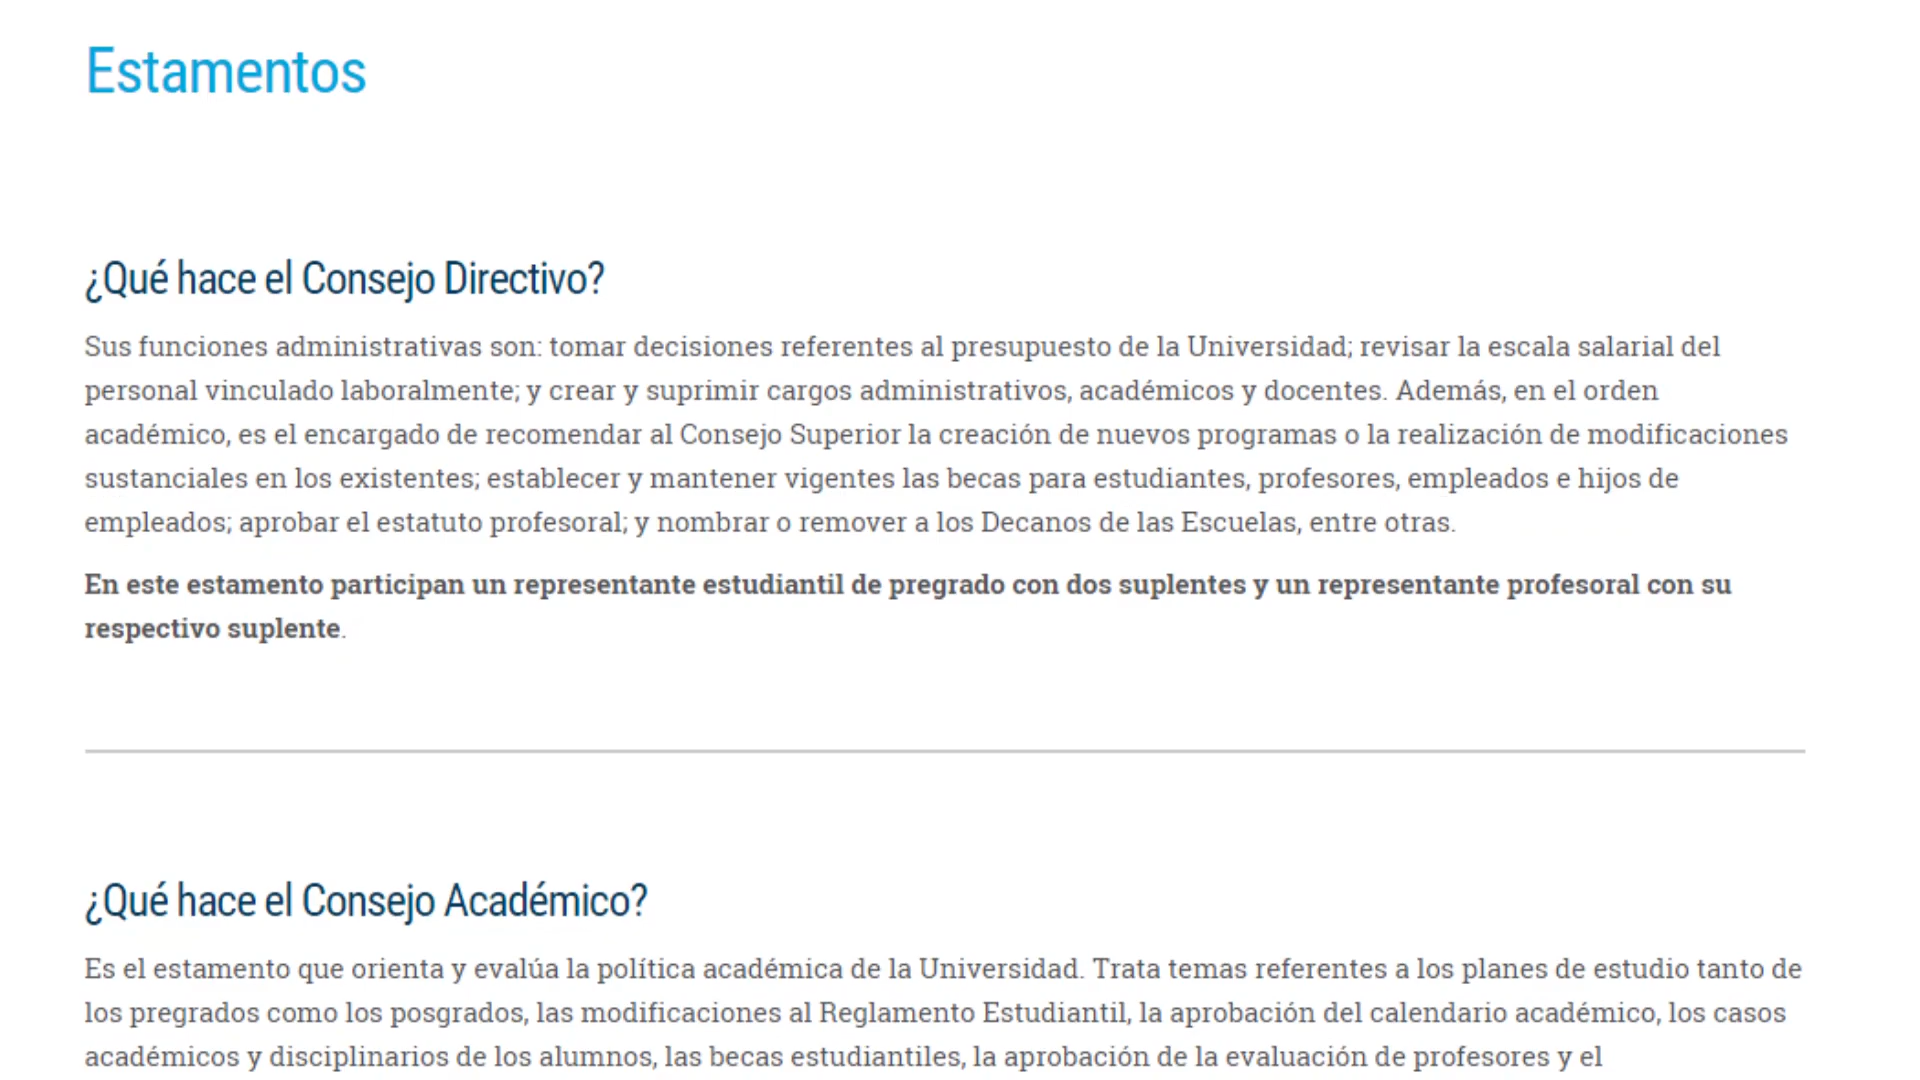 Estamentos
¿Qué hace el Consejo Directivo?
Sus funciones administrativas son: tomar decisiones referentes al presupuesto de la Universidad; revisar la escala salarial del
personal vinculado laboralmente; y crear y suprimir cargos administrativos, académicos y docentes. Además, en el orden
académico, es el encargado de recomendar al Consejo Superior la creación de nuevos programas o la realización de modificaciones
sustanciales en los existentes; establecer y mantener vigentes las becas para estudiantes, profesores, empleados e hijos de
empleados; aprobar el estatuto profesoral; y nombrar o remover a los Decanos de las Escuelas, entre otras.
En este estamento participan un representante estudiantil de pregrado con dos suplentes y un representante profesoral con su
respectivo suplente.
¿Qué hace el Consejo Académico?
Es el estamento que orienta y evalúa la política académica de la Universidad. Trata temas referentes a los planes de estudio tanto de
los pregrados como los posgrados, las modificaciones al Reglamento Estudiantil, la aprobación del calendario académico, los casos
académicos y disciplinarios de los alumnos, las becas estudiantiles, la aprobación de la evaluación de profesores y el